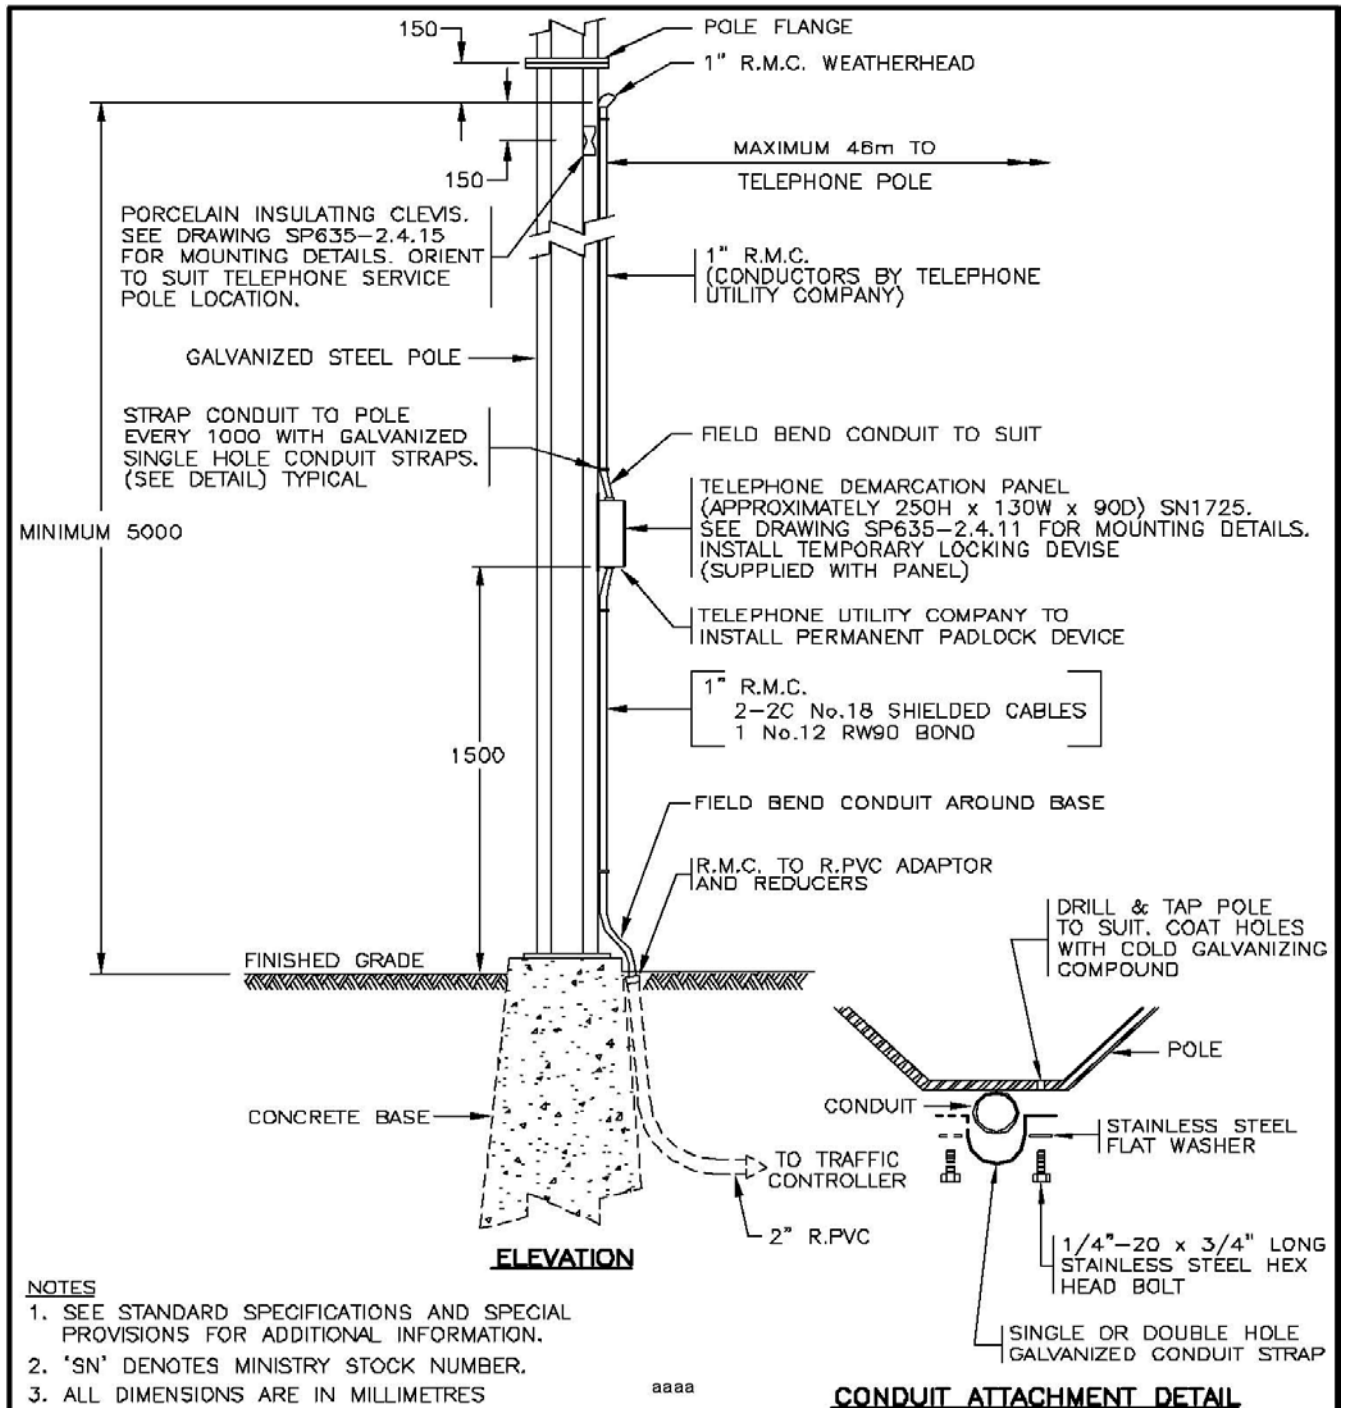 150
POLE FLANGE
1" R.M.C. WEATHERHEAD
MAXIMUM 46m TO
TELEPHONE POLE
150
PORCELAIN INSULATING CLEVIS.
SEE DRAWING SP635-2.4.15
FOR MOUNTING DETAILS. ORIENT
TO SUIT TELEPHONE SERVICE
POLE LOCATION.
1" R.M.C.
(CONDUCTORS BY TELEPHONE
UTILITY COMPANY)
GALVANIZED STEEL POLE
STRAP CONDUIT TO POLE
EVERY 1000 WITH GALVANIZED
SINGLE HOLE CONDUIT STRAPS.
(SEE DETAIL) TYPICAL
FIELD BEND CONDUIT TO SUIT
TELEPHONE DEMARCATION PANEL
(APPROXIMATELY 250H x 130W x 90D) SN1725.
SEE DRAWING SP635-2.4.11 FOR MOUNTING DETAILS.
INSTALL TEMPORARY LOCKING DEVISE
(SUPPLIED WITH PANEL)
MINIMUM 5000
TELEPHONE UTILITY COMPANY TO
INSTALL PERMANENT PADLOCK DEVICE
1" R.M.C.
2-2C No.18 SHIELDED CABLES
1 No.12 RW90 BOND
1500
FIELD BEND CONDUIT AROUND BASE
R.M.C. TO R.PVC ADAPTOR
AND REDUCERS
FINISHED GRADE
DRILL & TAP POLE
TO SUIT. COAT HOLES
WITH COLD GALVANIZING
COMPOUND
POLE
CONCRETE BASE
CONDUIT
STAINLESS STEEL
FLAT WASHER
TO TRAFFIC
CONTROLLER
2" R.PVC
1/4"-20 x 3/4" LONG
STAINLESS STEEL HEX
HEAD BOLT
SINGLE OR DOUBLE HOLE
GALVANIZED CONDUIT STRAP
ELEVATION
NOTES
1. SEE STANDARD SPECIFICATIONS AND SPECIAL
PROVISIONS FOR ADDITIONAL INFORMATION.
2. 'SN' DENOTES MINISTRY STOCK NUMBER.
3. ALL DIMENSIONS ARE IN MILLIMETRES
aaaa
CONDUIT ATTACHMENT DETAIL